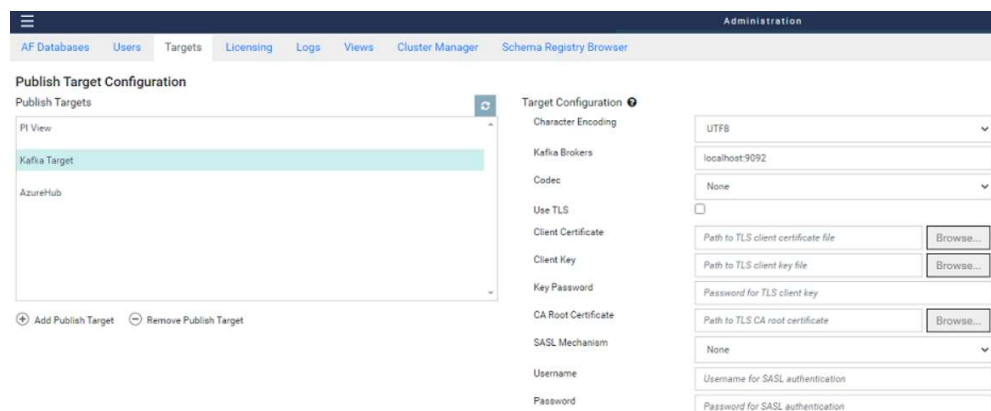 Administration
AF Databases Users Targets Licensing Logs Views Cluster Manager Schema Registry Browser
Publish Target Configuration
Publish Targets
PI View
Kafka Target
AzureHub
Add Publish Target Remove Publish Target
Target Configuration
Character Encoding UTF8
Kafka Brokers localhost:9092
Codec None
Use TLS
Client Certificate Path to TLS client certificate file Browse...
Client Key Path to TLS client key file Browse...
Key Password Password for TLS client key
CA Root Certificate Path to TLS CA root certificate Browse...
SASL Mechanism None
Username Username for SASL authentication
Password Password for SASL authentication